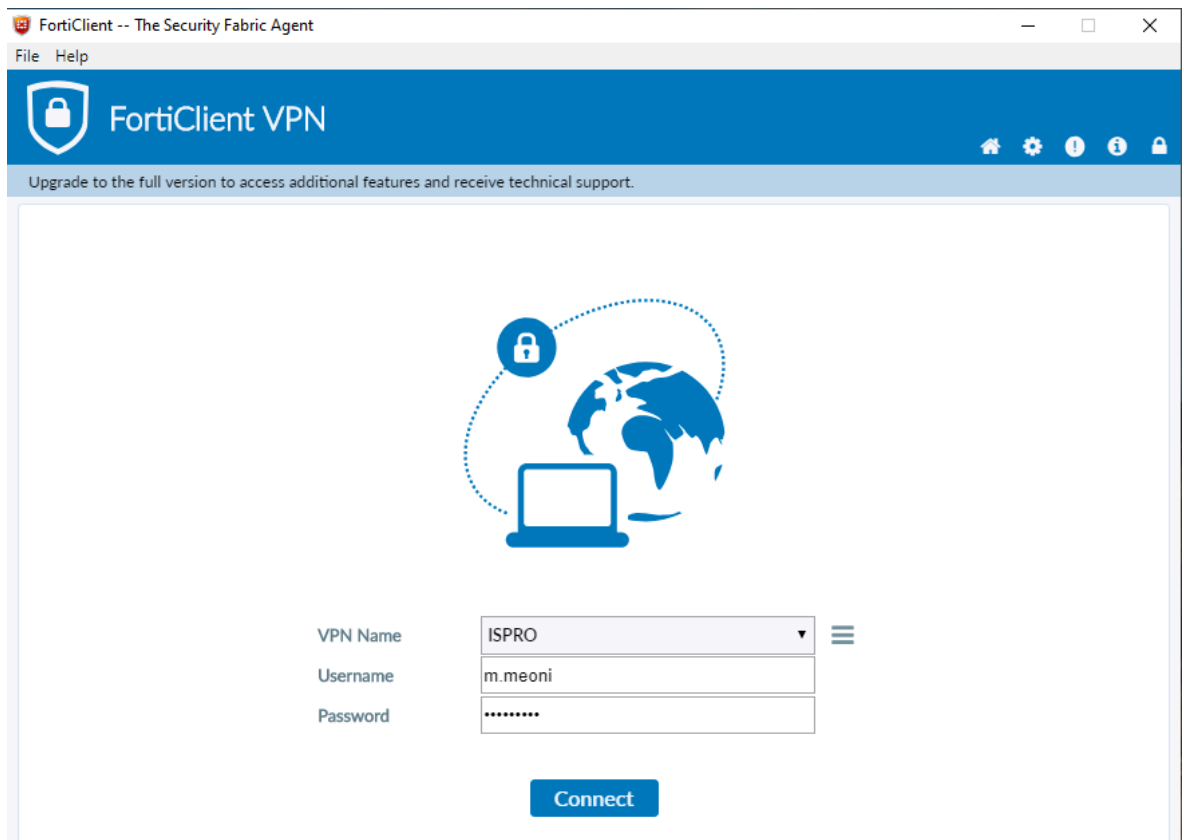 FortiClient -- The Security Fabric Agent
File Help
FortiClient VPN
Upgrade to the full version to access additional features and receive technical support.
VPN Name ISPRO
Username m.meoni
Password •••••••••
Connect